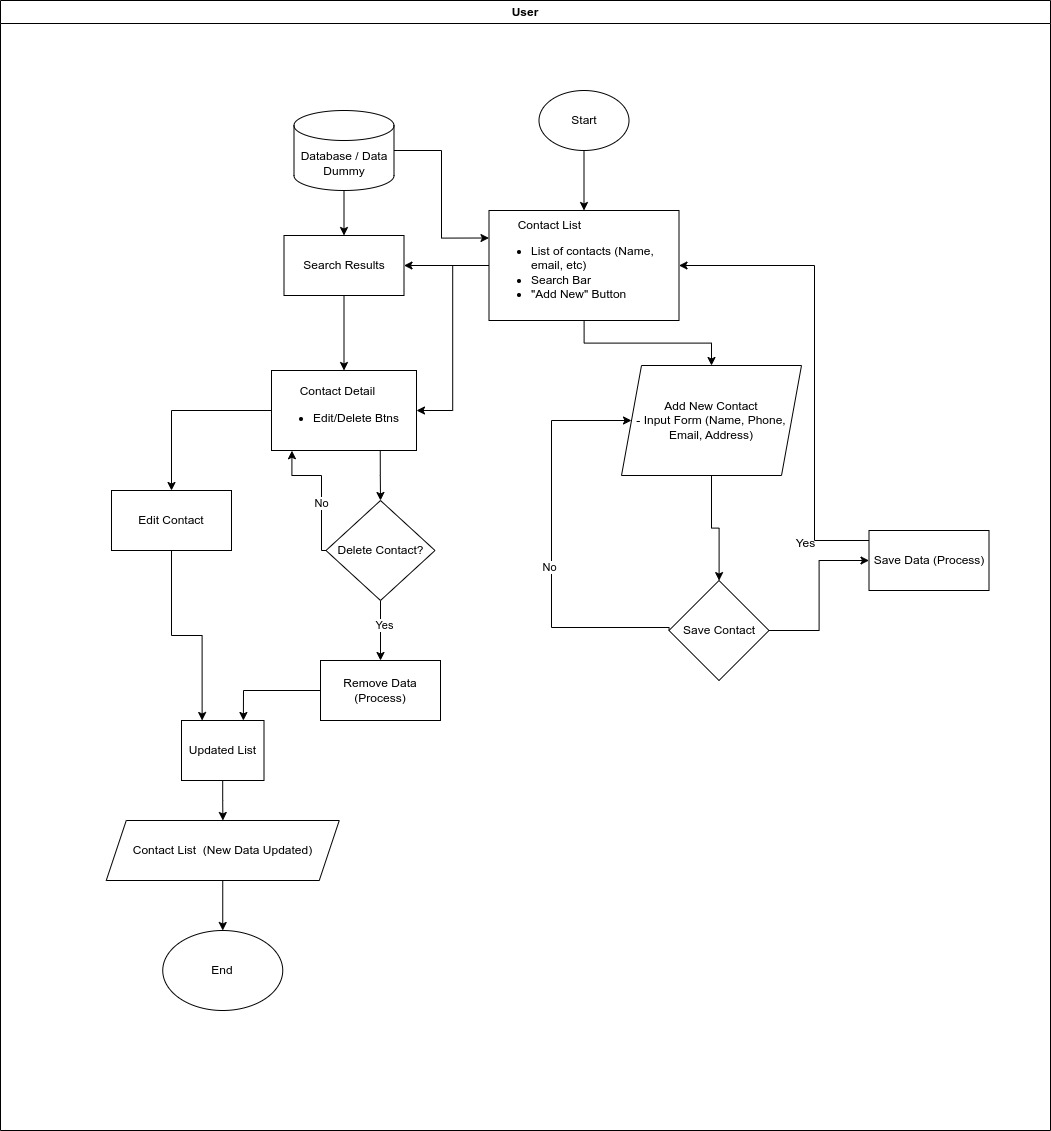 User
Start
Database / Data
Dummy
Contact List
• List of contacts (Name,
email, etc)
• Search Bar
• "Add New" Button
Search Results
Contact Detail
• Edit/Delete Btns
Add New Contact
- Input Form (Name, Phone,
Email, Address)
No
Edit Contact
Delete Contact?
Yes
Save Data (Process)
No
Save Contact
Yes
Remove Data
(Process)
Updated List
Contact List (New Data Updated)
End